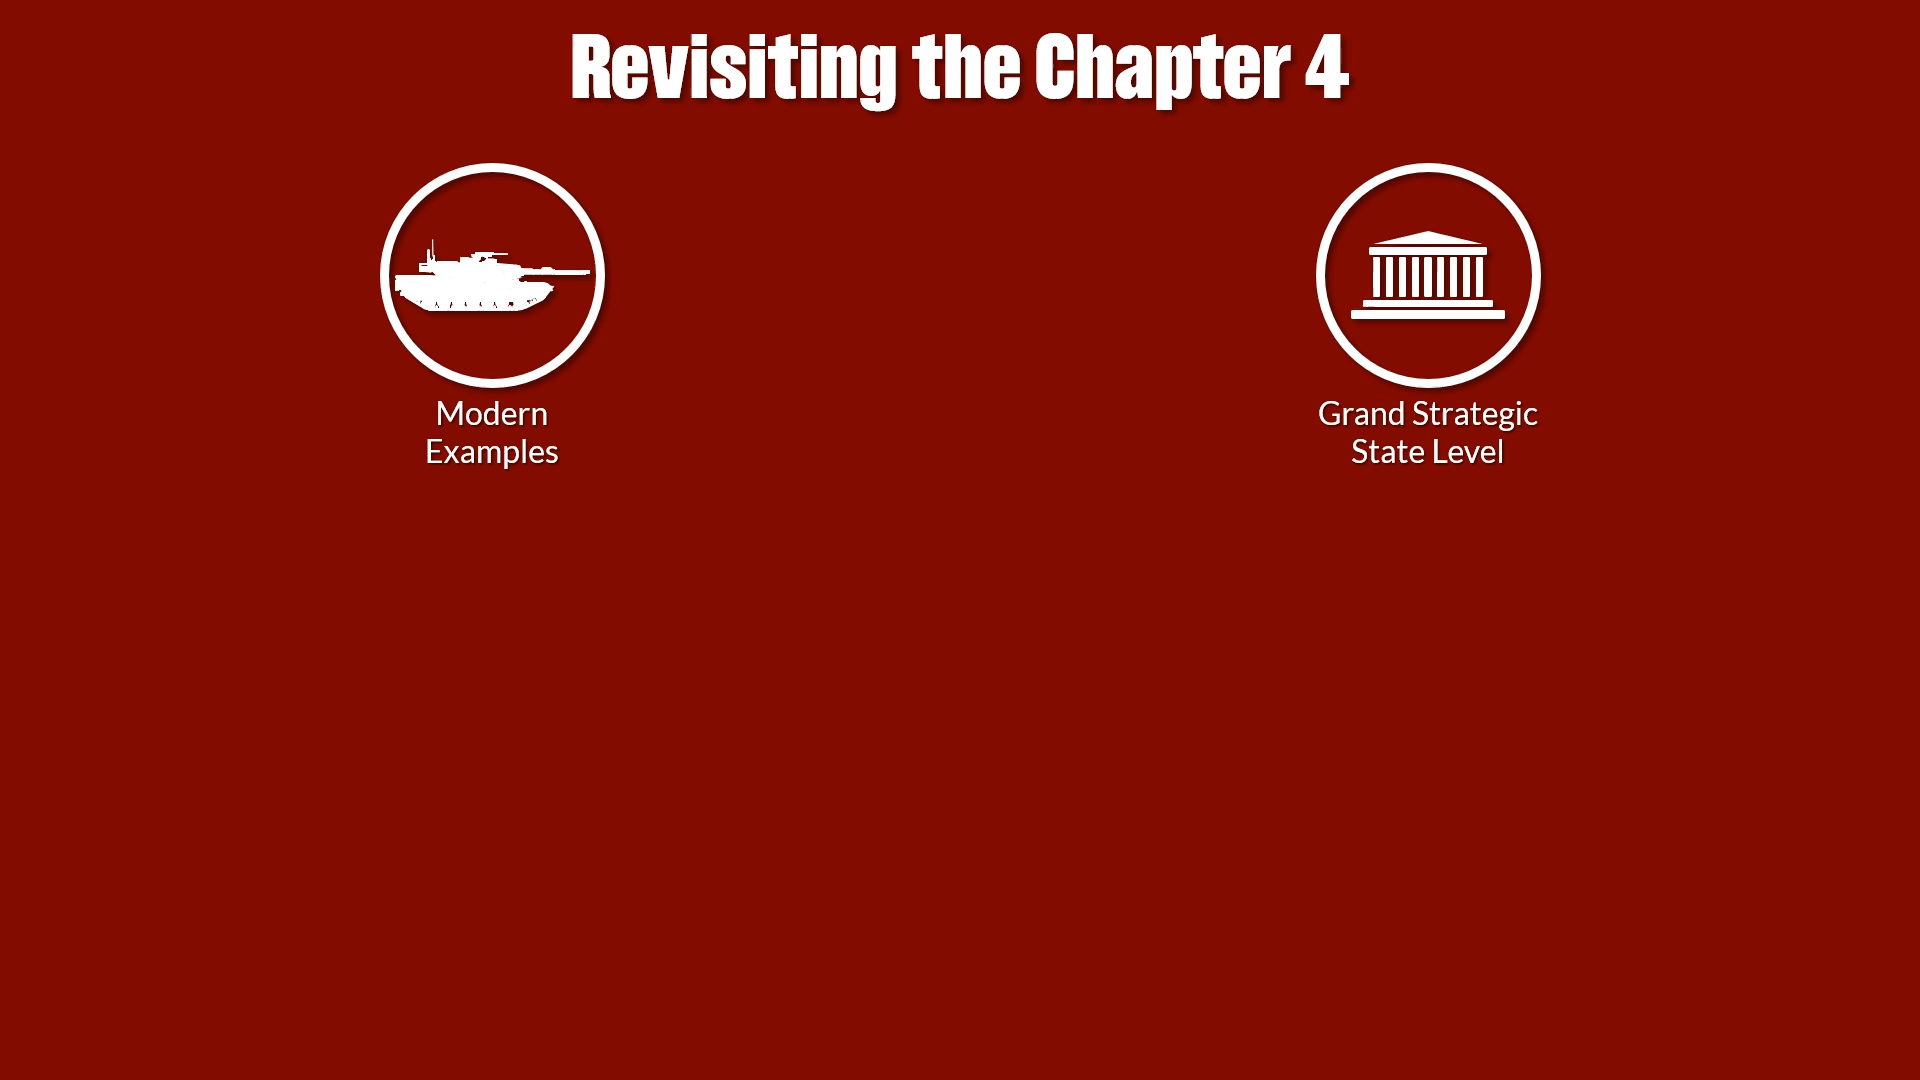 Revisiting the Chapter 4
Modern
Examples
Grand Strategic
State Level